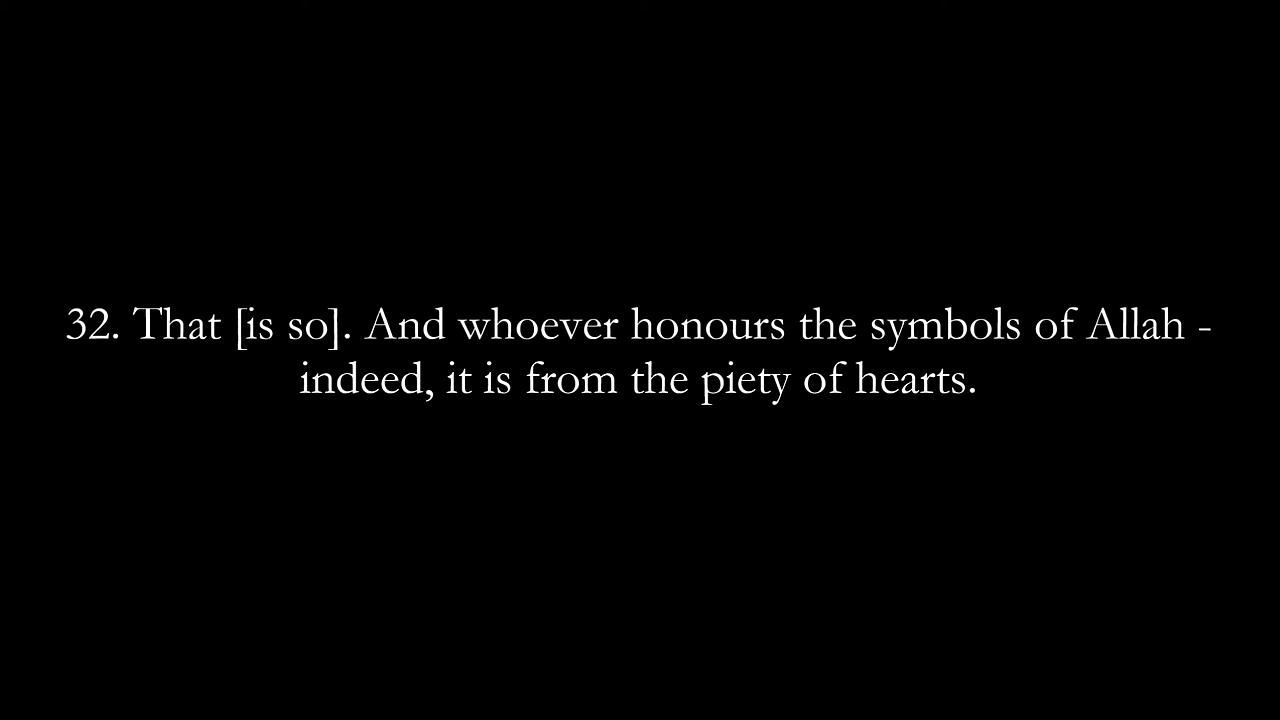 32. That [is so]. And whoever honours the symbols of Allah -
indeed, it is from the piety of hearts.